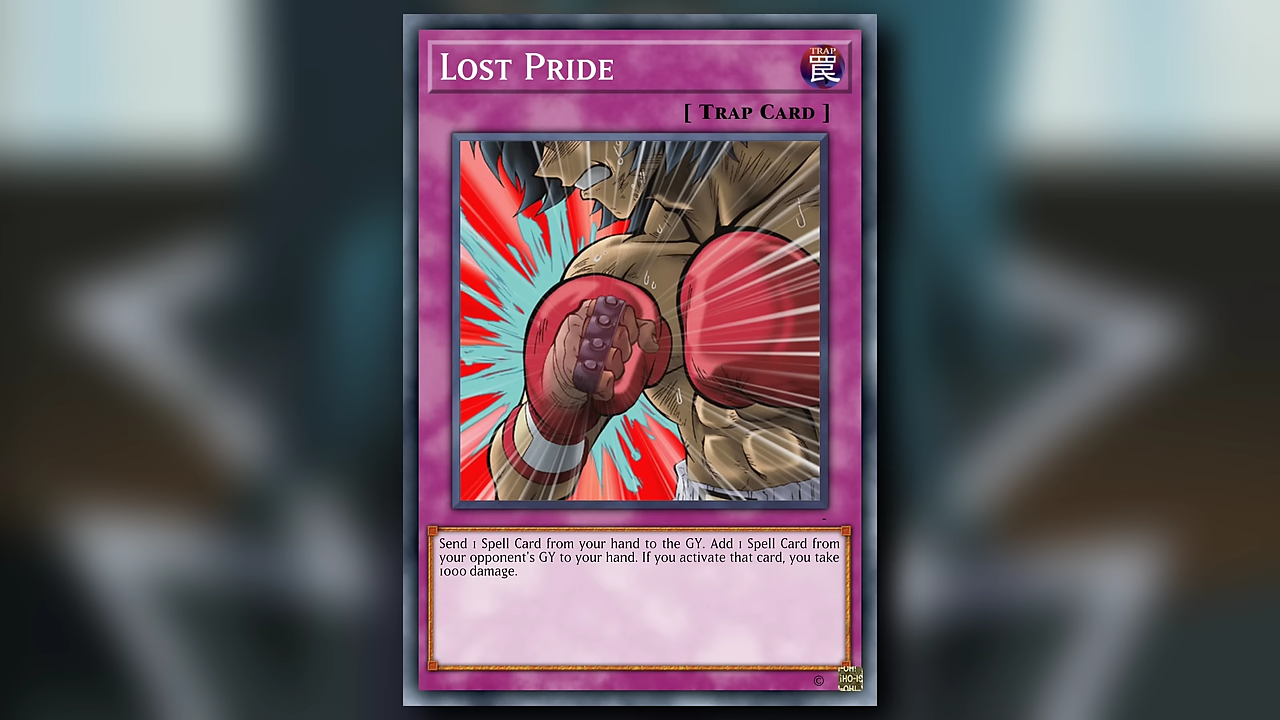 LOST PRIDE
TRAP
罠
[ TRAP CARD ]
-
Send 1 Spell Card from your hand to the GY. Add 1 Spell Card from
your opponent's GY to your hand. If you activate that card, you take
1000 damage.
©